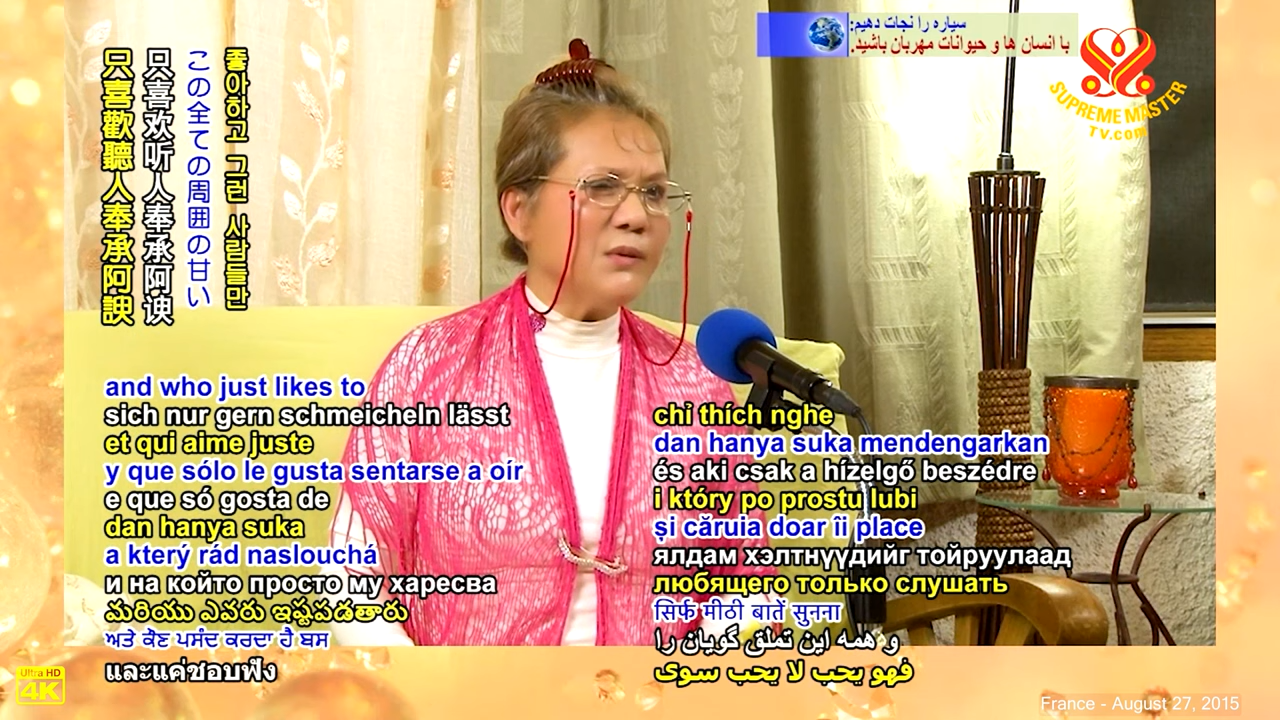 سیاره را نجات دهیم:
با انسان ها و حیوانات مهربان باشید.
SUPREME MASTER
TV.com
只喜歡聽人奉承阿諛
只喜欢听人奉承阿谀
この全ての周囲の甘い
좋아하고 그런 사람들만
and who just likes to
sich nur gern schmeicheln lässt
et qui aime juste
y que sólo le gusta sentarse a oír
e que só gosta de
dan hanya suka
a který rád naslouchá
и на който просто му харесва
మరియు ఎవరు ఇష్టపడతారు
ਅਤੇ ਕੌਣ ਪਸੰਦ ਕਰਦਾ ਹੈ ਬਸ
และแค่ชอบฟัง
chỉ thích nghe
dan hanya suka mendengarkan
és aki csak a hízelgő beszédre
i który po prostu lubi
și căruia doar îi place
ялдам хэлтнүүдийг тойруулаад
любящего только слушать
सिर्फ मीठी बातें सुनना
و همه این تملق گویان را
فهو يحب لا يحب سوى
Ultra HD
4K
France - August 27, 2015